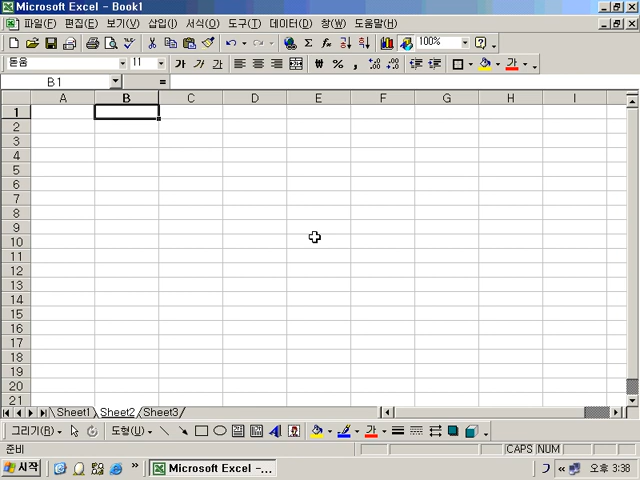 Microsoft Excel - Book1
파일(F) 편집(E) 보기(V) 삽입(I) 서식(O) 도구(T) 데이터(D) 창(W) 도움말(H)
100%
돋움 11 가 가 가
B1 =
A B C D E F G H I
1
2
3
4
5
6
7
8
9
10
11
12
13
14
15
16
17
18
19
20
21
Sheet1 Sheet2 Sheet3
그리기(R) 도형(U)
준비 CAPS NUM
시작 Microsoft Excel -... 오후 3:38